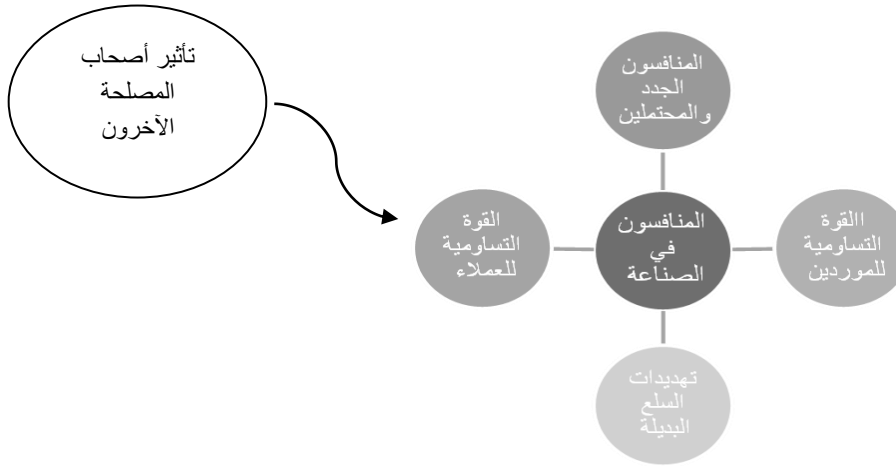 تأثير أصحاب
المصلحة
الآخرون
المنافسون
الجدد
والمحتملين
االقوة
التساومية
للموردين
المنافسون
في
الصناعة
القوة
التساومية
للعملاء
تهديدات
السلع
البديلة